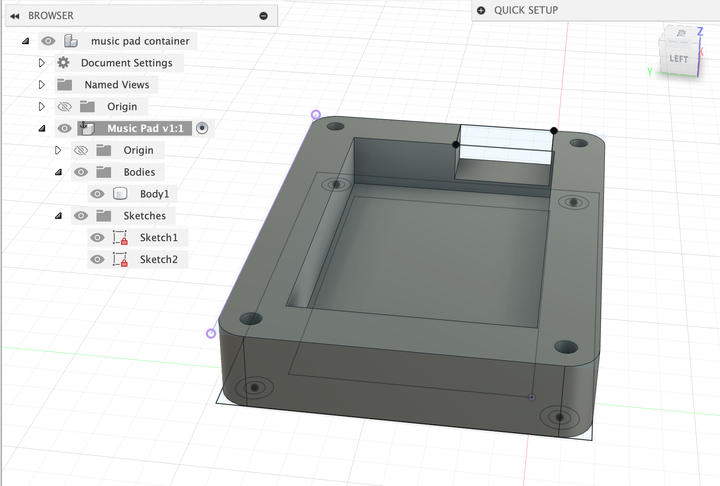 BROWSER
QUICK SETUP
music pad container
Document Settings
Named Views
Origin
Music Pad v1:1
Origin
Bodies
Body1
Sketches
Sketch1
Sketch2
Z
X
Y
LEFT